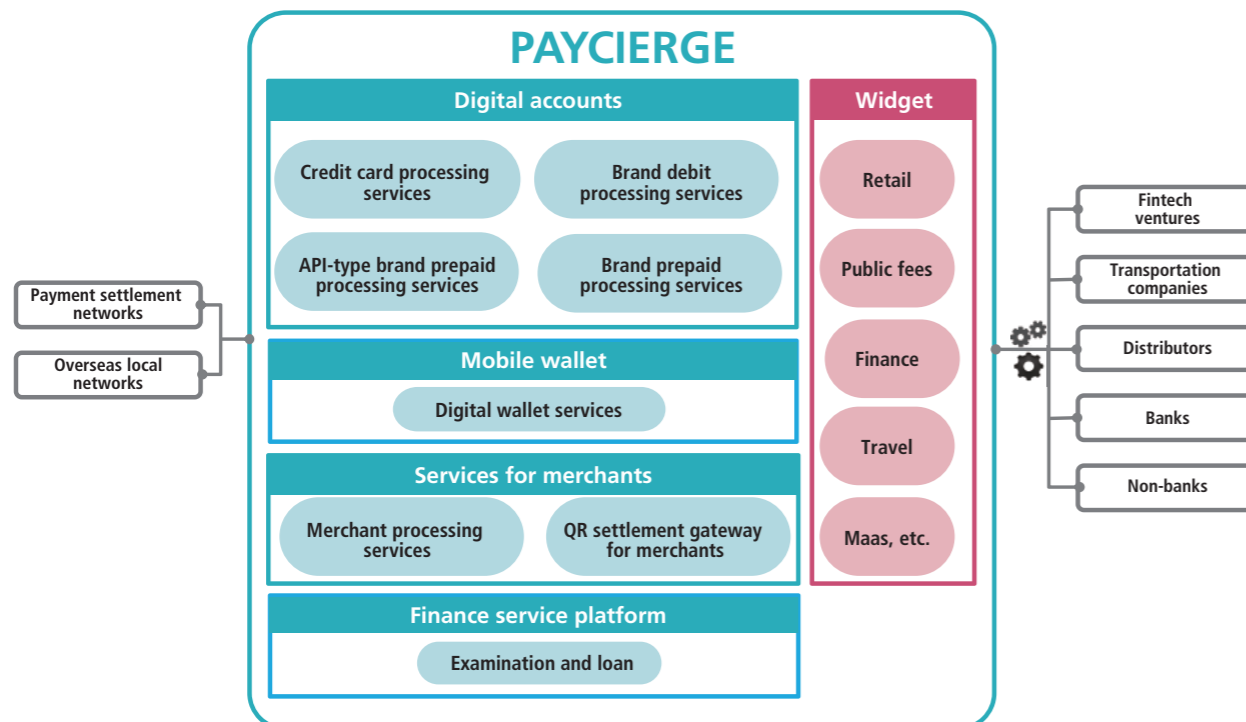 PAYCIERGE
Digital accounts
Credit card processing
services
Brand debit
processing services
API-type brand prepaid
processing services
Brand prepaid
processing services
Mobile wallet
Digital wallet services
Services for merchants
Merchant processing
services
QR settlement gateway
for merchants
Finance service platform
Examination and loan
Widget
Retail
Public fees
Finance
Travel
Maas, etc.
Payment settlement
networks
Overseas local
networks
Fintech
ventures
Transportation
companies
Distributors
Banks
Non-banks